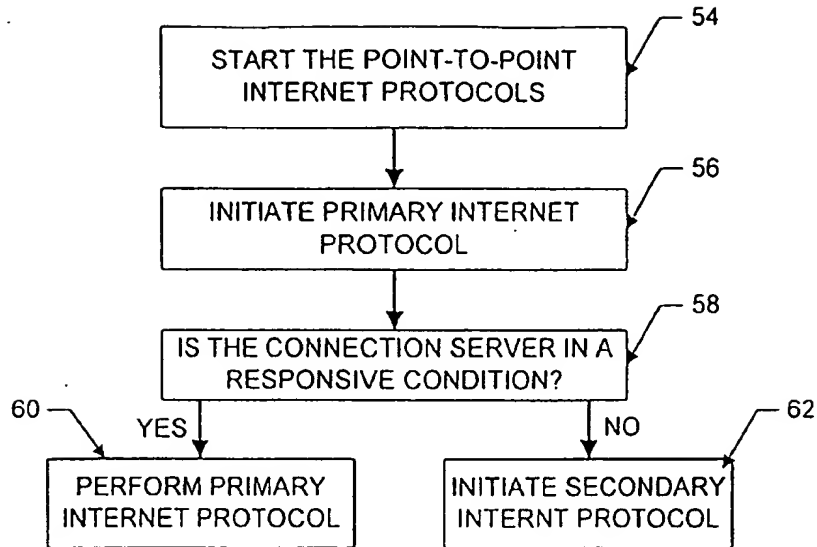 54
START THE POINT-TO-POINT
INTERNET PROTOCOLS
56
INITIATE PRIMARY INTERNET
PROTOCOL
58
IS THE CONNECTION SERVER IN A
RESPONSIVE CONDITION?
60
YES
NO
62
PERFORM PRIMARY
INTERNET PROTOCOL
INITIATE SECONDARY
INTERNT PROTOCOL